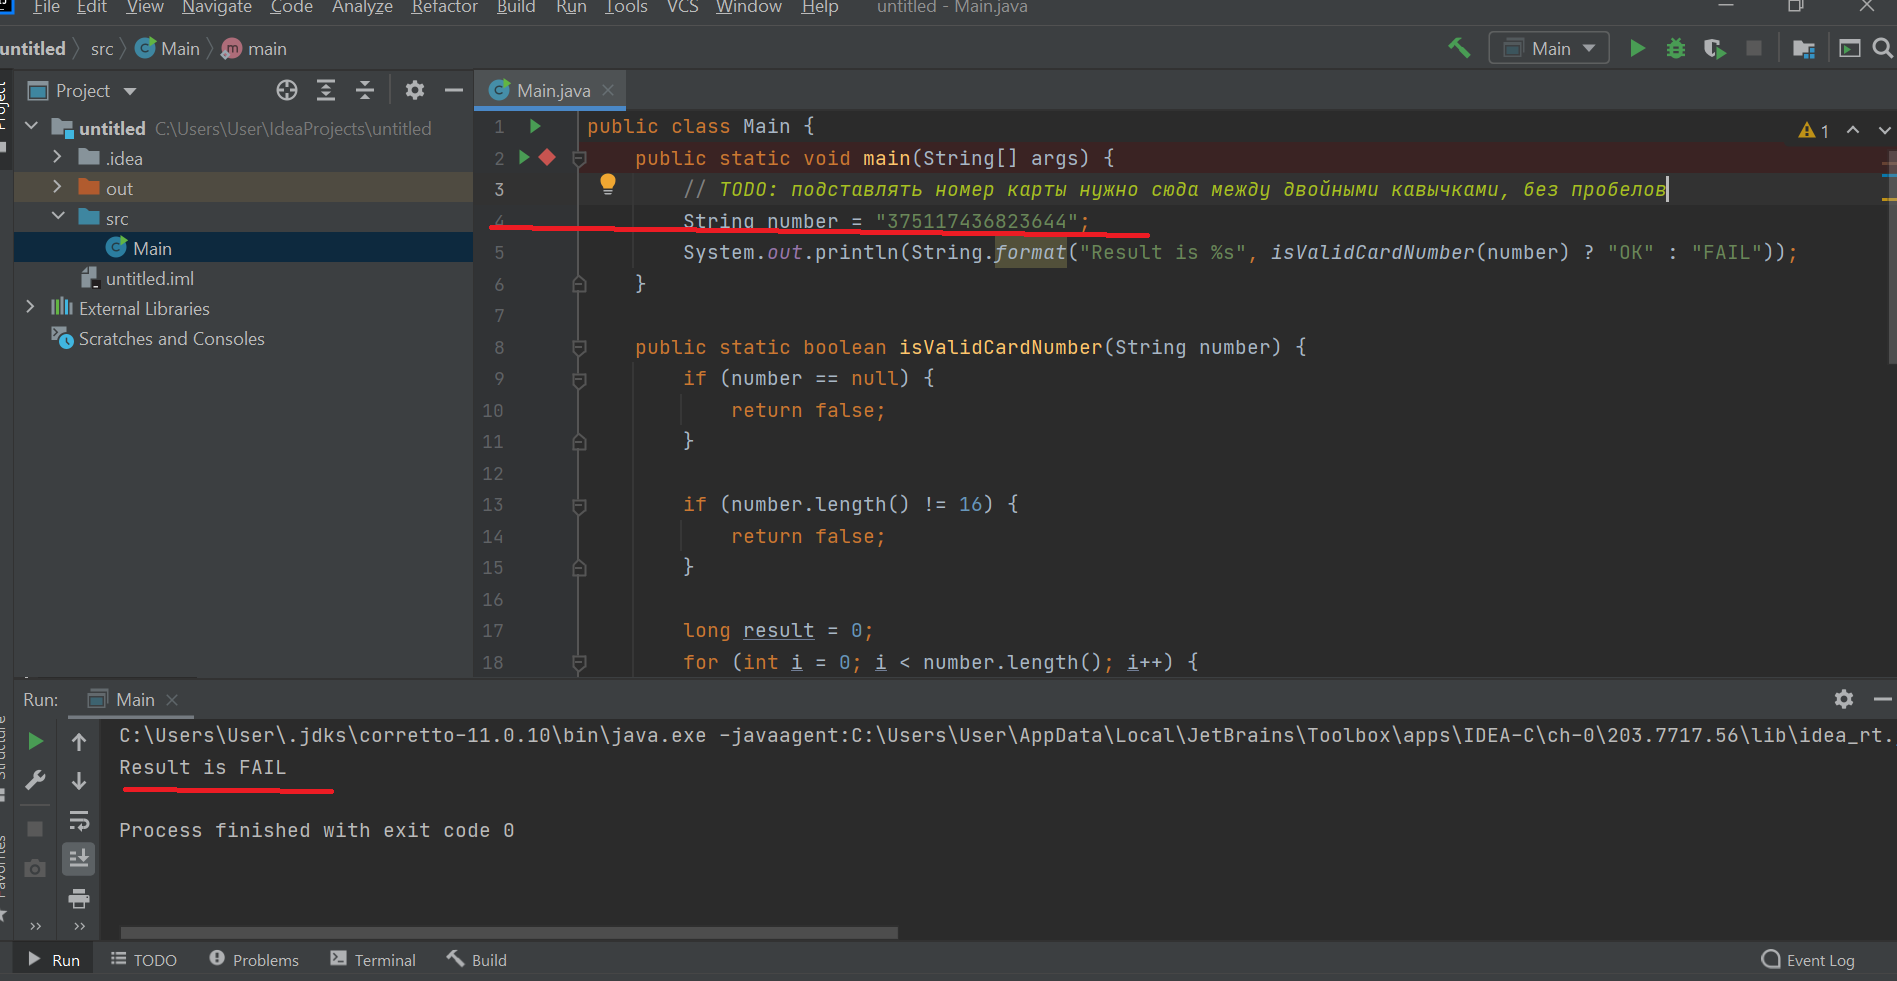 File Edit View Navigate Code Analyze Refactor Build Run Tools VCS Window Help untitled - Main.java
untitled src Main m main
Main
Project
Project
Main.java
untitled C:\Users\User\IdeaProjects\untitled
.idea
out
src
Main
untitled.iml
External Libraries
Scratches and Consoles
1
1 public class Main {
2 public static void main(String[] args) {
3 // TODO: подставлять номер карты нужно сюда между двойными кавычками, без пробелов
4 String number = "375117436823644";
5 System.out.println(String.format("Result is %s", isValidCardNumber(number) ? "OK" : "FAIL"));
6 }
7
8 public static boolean isValidCardNumber(String number) {
9 if (number == null) {
10 return false;
11 }
12
13 if (number.length() != 16) {
14 return false;
15 }
16
17 long result = 0;
18 for (int i = 0; i < number.length(); i++) {
Run: Main
C:\Users\User\.jdks\corretto-11.0.10\bin\java.exe -javaagent:C:\Users\User\AppData\Local\JetBrains\Toolbox\apps\IDEA-C\ch-0\203.7717.56\lib\idea_rt.
Result is FAIL
Process finished with exit code 0
Structure
Favorites
Run TODO Problems Terminal Build Event Log